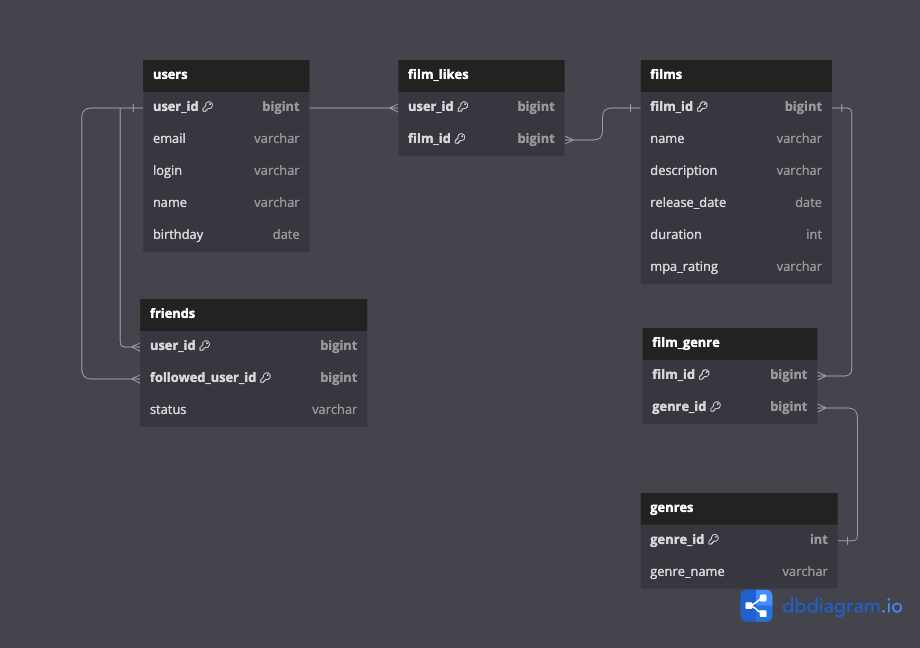 users
user_id bigint
email varchar
login varchar
name varchar
birthday date
film_likes
user_id bigint
film_id bigint
films
film_id bigint
name varchar
description varchar
release_date date
duration int
mpa_rating varchar
friends
user_id bigint
followed_user_id bigint
status varchar
film_genre
film_id bigint
genre_id bigint
genres
genre_id int
genre_name varchar
dbdiagram.io